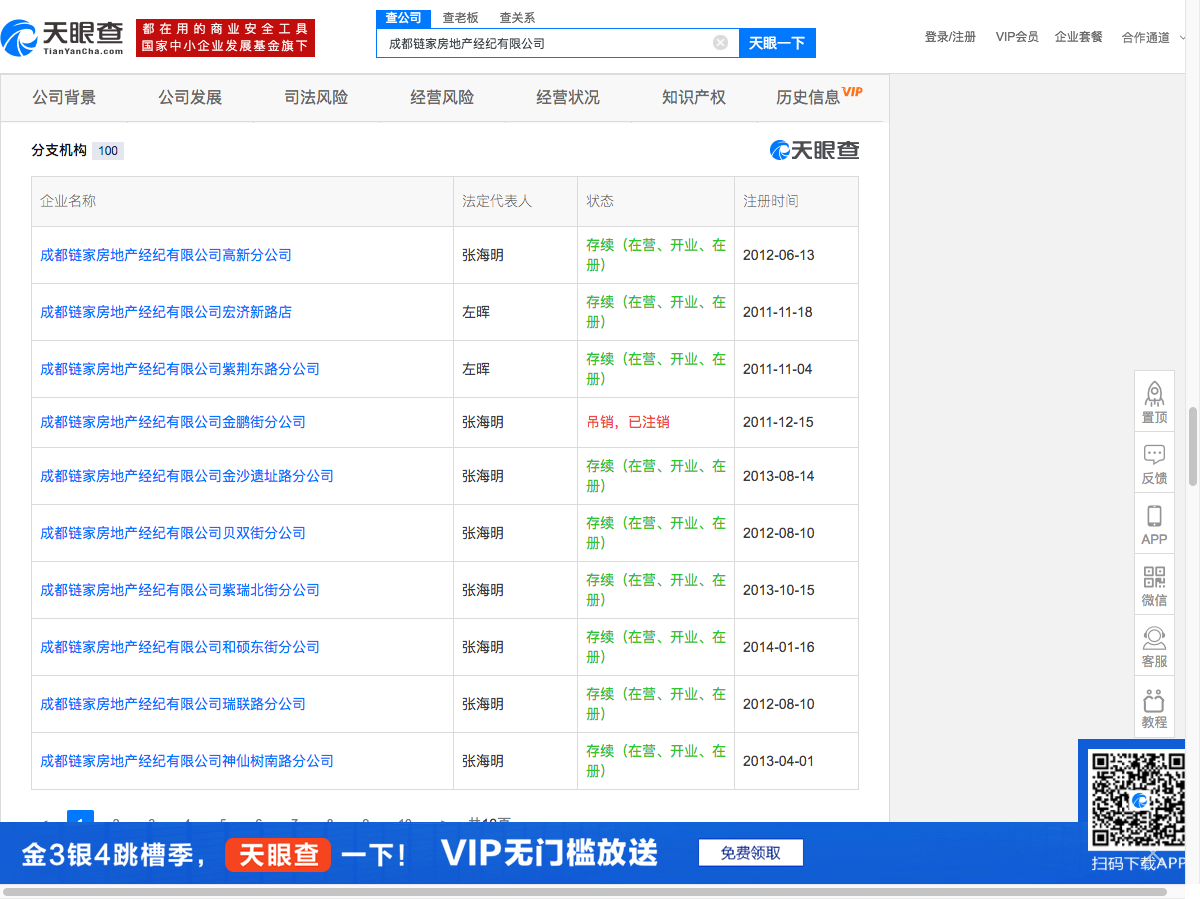 天眼查
TianYanCha.com
都在用的商业安全工具
国家中小企业发展基金旗下
查公司 查老板 查关系
成都链家房地产经纪有限公司
天眼一下
登录/注册 VIP会员 企业套餐 合作通道
公司背景 公司发展 司法风险 经营风险 经营状况 知识产权 历史信息 VIP
分支机构 100
天眼查
企业名称 法定代表人 状态 注册时间
成都链家房地产经纪有限公司高新分公司 张海明 存续（在营、开业、在册） 2012-06-13
成都链家房地产经纪有限公司宏济新路店 左晖 存续（在营、开业、在册） 2011-11-18
成都链家房地产经纪有限公司紫荆东路分公司 左晖 存续（在营、开业、在册） 2011-11-04
成都链家房地产经纪有限公司金鹏街分公司 张海明 吊销，已注销 2011-12-15
成都链家房地产经纪有限公司金沙遗址路分公司 张海明 存续（在营、开业、在册） 2013-08-14
成都链家房地产经纪有限公司贝双街分公司 张海明 存续（在营、开业、在册） 2012-08-10
成都链家房地产经纪有限公司紫瑞北街分公司 张海明 存续（在营、开业、在册） 2013-10-15
成都链家房地产经纪有限公司和硕东街分公司 张海明 存续（在营、开业、在册） 2014-01-16
成都链家房地产经纪有限公司瑞联路分公司 张海明 存续（在营、开业、在册） 2012-08-10
成都链家房地产经纪有限公司神仙树南路分公司 张海明 存续（在营、开业、在册） 2013-04-01
置顶
反馈
APP
微信
客服
教程
金3银4跳槽季，天眼查一下！ VIP无门槛放送 免费领取
扫码下载APP